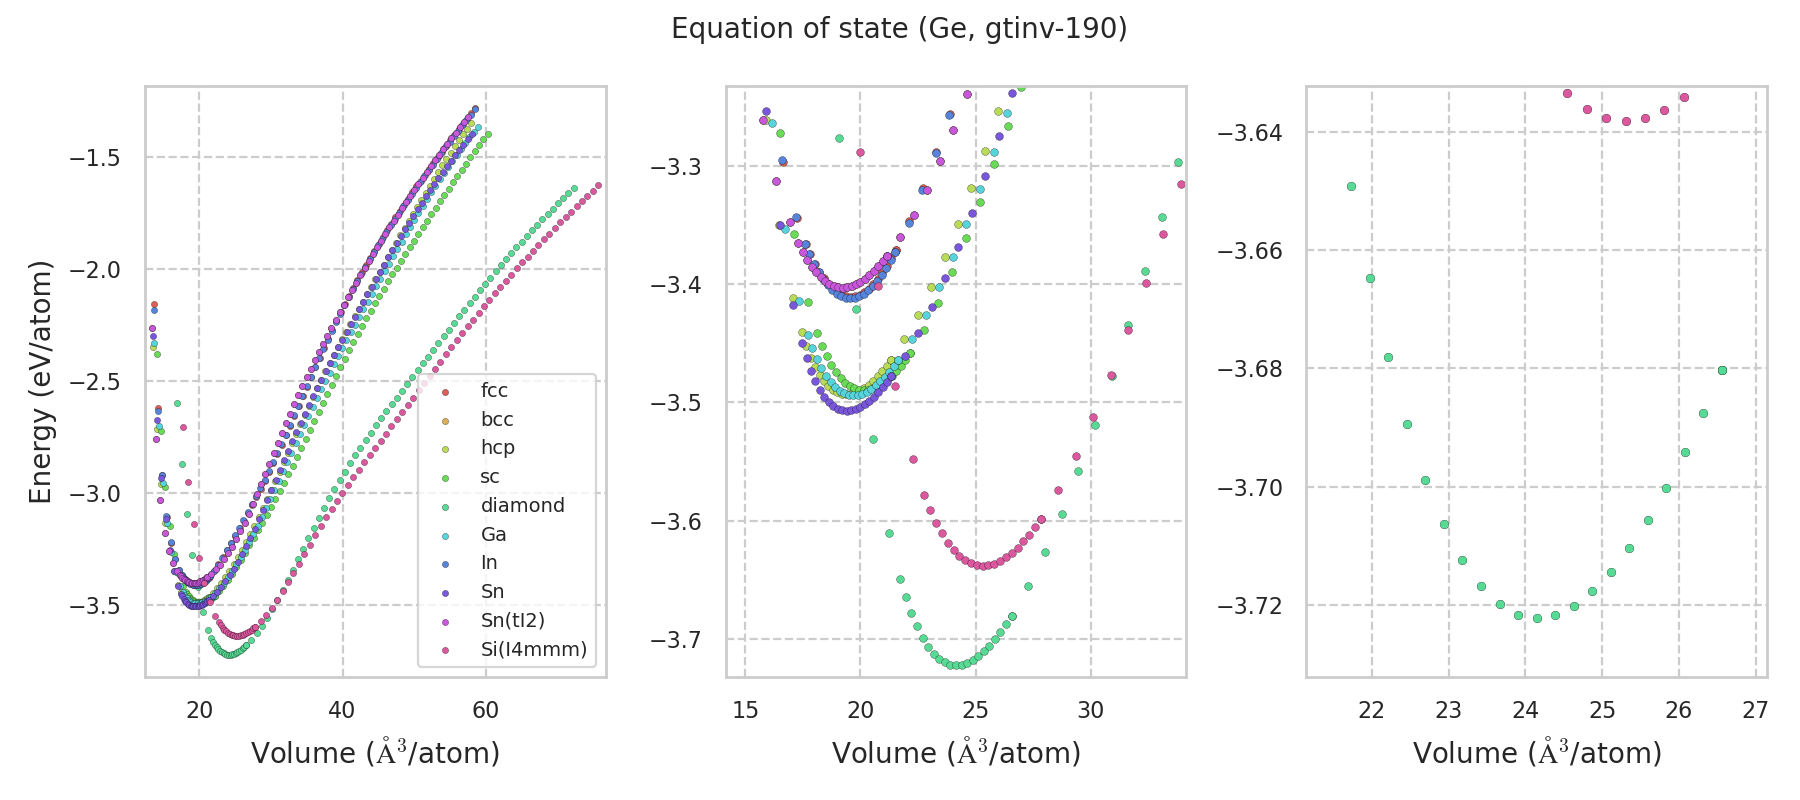 Equation of state (Ge, gtinv-190)
Energy (eV/atom)
−1.5
−2.0
−2.5
−3.0
−3.5
20
40
60
Volume (Å³/atom)
fcc
bcc
hcp
sc
diamond
Ga
In
Sn
Sn(tI2)
Si(I4mmm)
−3.3
−3.4
−3.5
−3.6
−3.7
15
20
25
30
Volume (Å³/atom)
−3.64
−3.66
−3.68
−3.70
−3.72
22
23
24
25
26
27
Volume (Å³/atom)